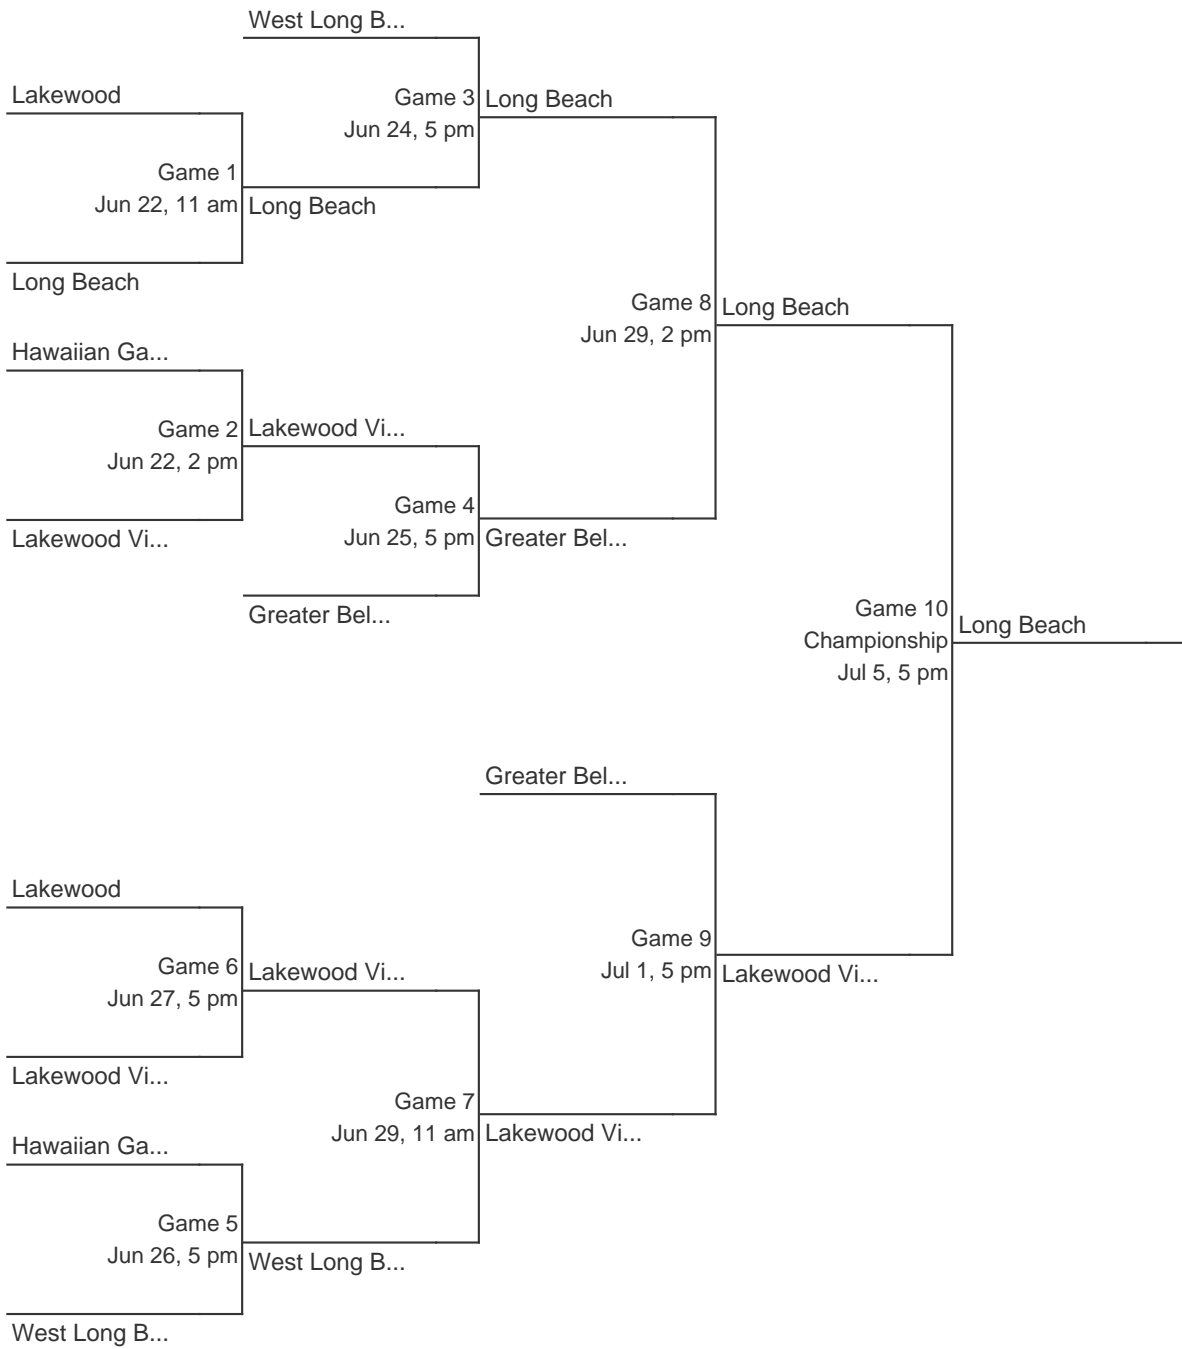 West Long B...
Lakewood
Game 3
Jun 24, 5 pm
Long Beach
Game 1
Jun 22, 11 am
Long Beach
Long Beach
Game 8
Jun 29, 2 pm
Long Beach
Hawaiian Ga...
Game 2
Jun 22, 2 pm
Lakewood Vi...
Lakewood Vi...
Game 4
Jun 25, 5 pm
Greater Bel...
Greater Bel...
Game 10
Championship
Jul 5, 5 pm
Long Beach
Greater Bel...
Lakewood
Game 9
Jul 1, 5 pm
Lakewood Vi...
Game 6
Jun 27, 5 pm
Lakewood Vi...
Lakewood Vi...
Game 7
Jun 29, 11 am
Lakewood Vi...
Hawaiian Ga...
Game 5
Jun 26, 5 pm
West Long B...
West Long B...